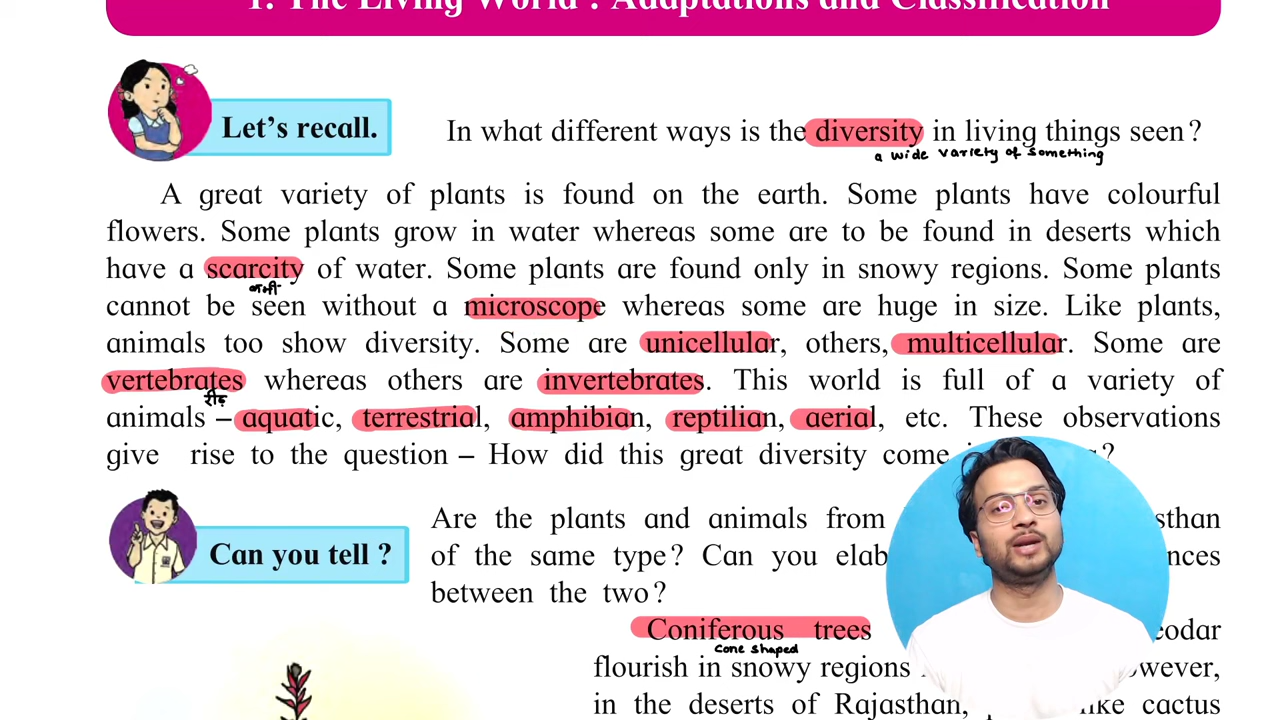 1. The Living World : Adaptations and Classification
Let's recall.
In what different ways is the diversity in living things seen?
a wide variety of something
A great variety of plants is found on the earth. Some plants have colourful
flowers. Some plants grow in water whereas some are to be found in deserts which
have a scarcity of water. Some plants are found only in snowy regions. Some plants
कमी
cannot be seen without a microscope whereas some are huge in size. Like plants,
animals too show diversity. Some are unicellular, others, multicellular. Some are
vertebrates whereas others are invertebrates. This world is full of a variety of
रीढ़
animals – aquatic, terrestrial, amphibian, reptilian, aerial, etc. These observations
give rise to the question – How did this great diversity come
Can you tell ?
Are the plants and animals from sthan
of the same type? Can you elab nces
between the two?
Coniferous trees eodar
cone shaped
flourish in snowy regions owever,
in the deserts of Rajasthan, like cactus